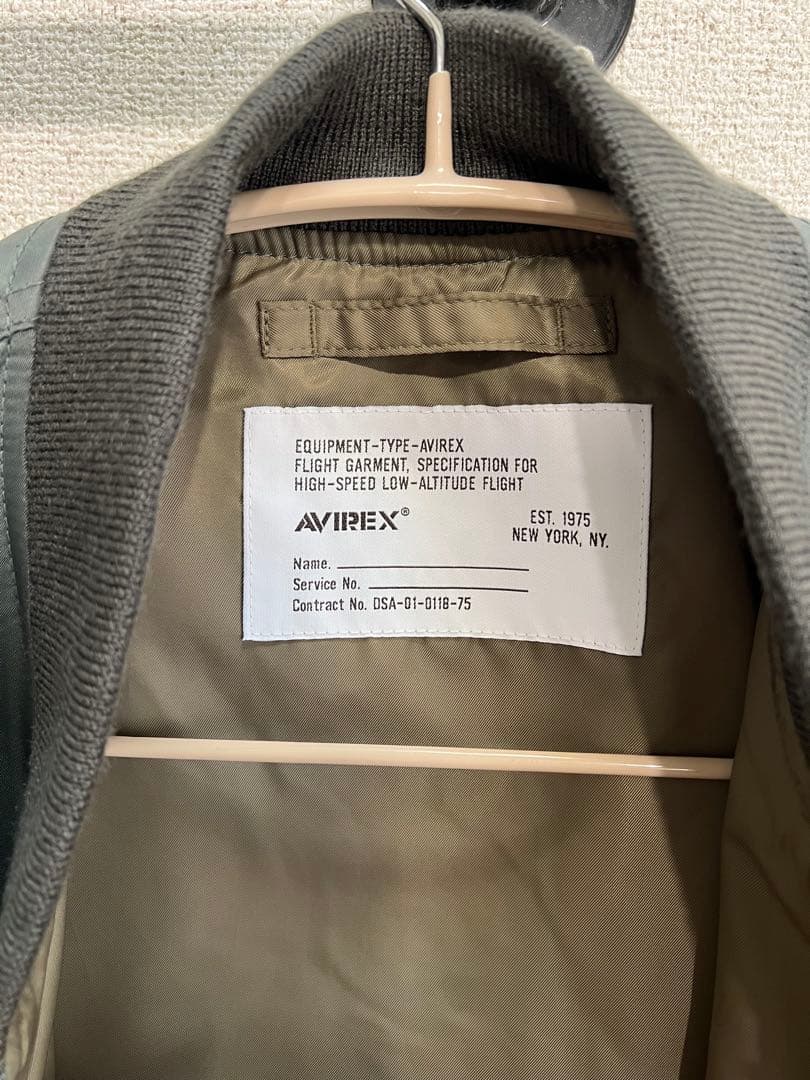 EQUIPMENT-TYPE-AVIREX
FLIGHT GARMENT, SPECIFICATION FOR
HIGH-SPEED LOW-ALTITUDE FLIGHT
AVIREX®
EST. 1975
NEW YORK, NY.
Name.
Service No.
Contract No. DSA-01-0118-75